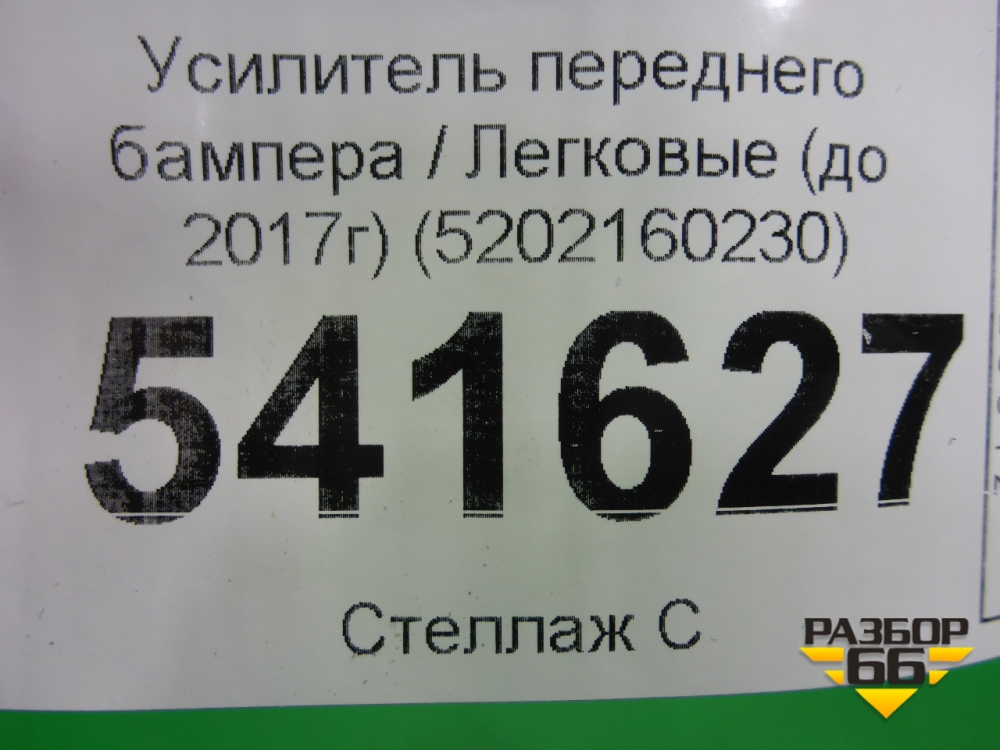 Усилитель переднего
бампера / Легковые (до
2017г) (5202160230)
541627
Стеллаж С
РАЗБОР
66